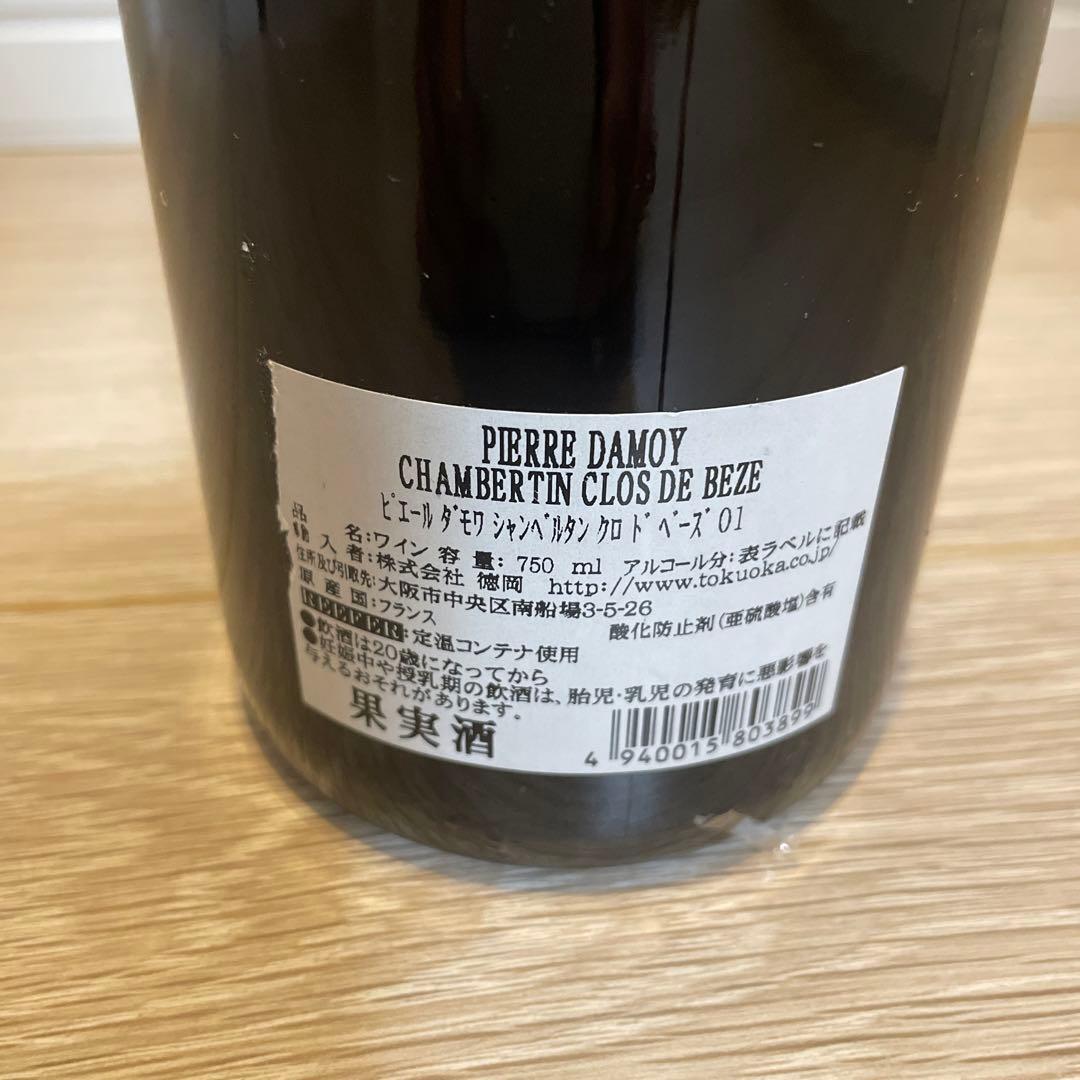 PIERRE DAMOY
CHAMBERTIN CLOS DE BEZE
ﾋﾟｴｰﾙ ﾀﾞﾓﾜ ｼｬﾝﾍﾞﾙﾀﾝ ｸﾛ ﾄﾞ ﾍﾞｰｽﾞ 01
品 名:ワイン 容 量: 750 ml アルコール分:表ラベルに記載
輸 入 者:株式会社 徳岡 http://www.tokuoka.co.jp/
住所及び引取先:大阪市中央区南船場3-5-26
原 産 国:フランス 酸化防止剤(亜硫酸塩)含有
REEFER:定温コンテナ使用
●飲酒は20歳になってから
●妊娠中や授乳期の飲酒は、胎児・乳児の発育に悪影響を
与えるおそれがあります。
果実酒
4 940015 803899